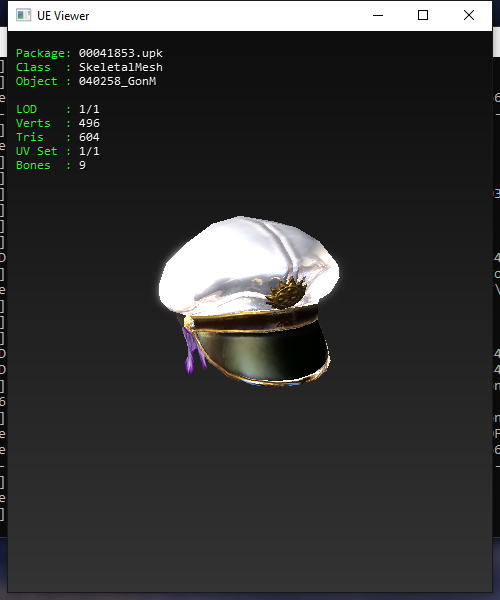 UE Viewer
Package: 00041853.upk
Class : SkeletalMesh
Object : 040258_GonM
LOD : 1/1
Verts : 496
Tris : 604
UV Set : 1/1
Bones : 9